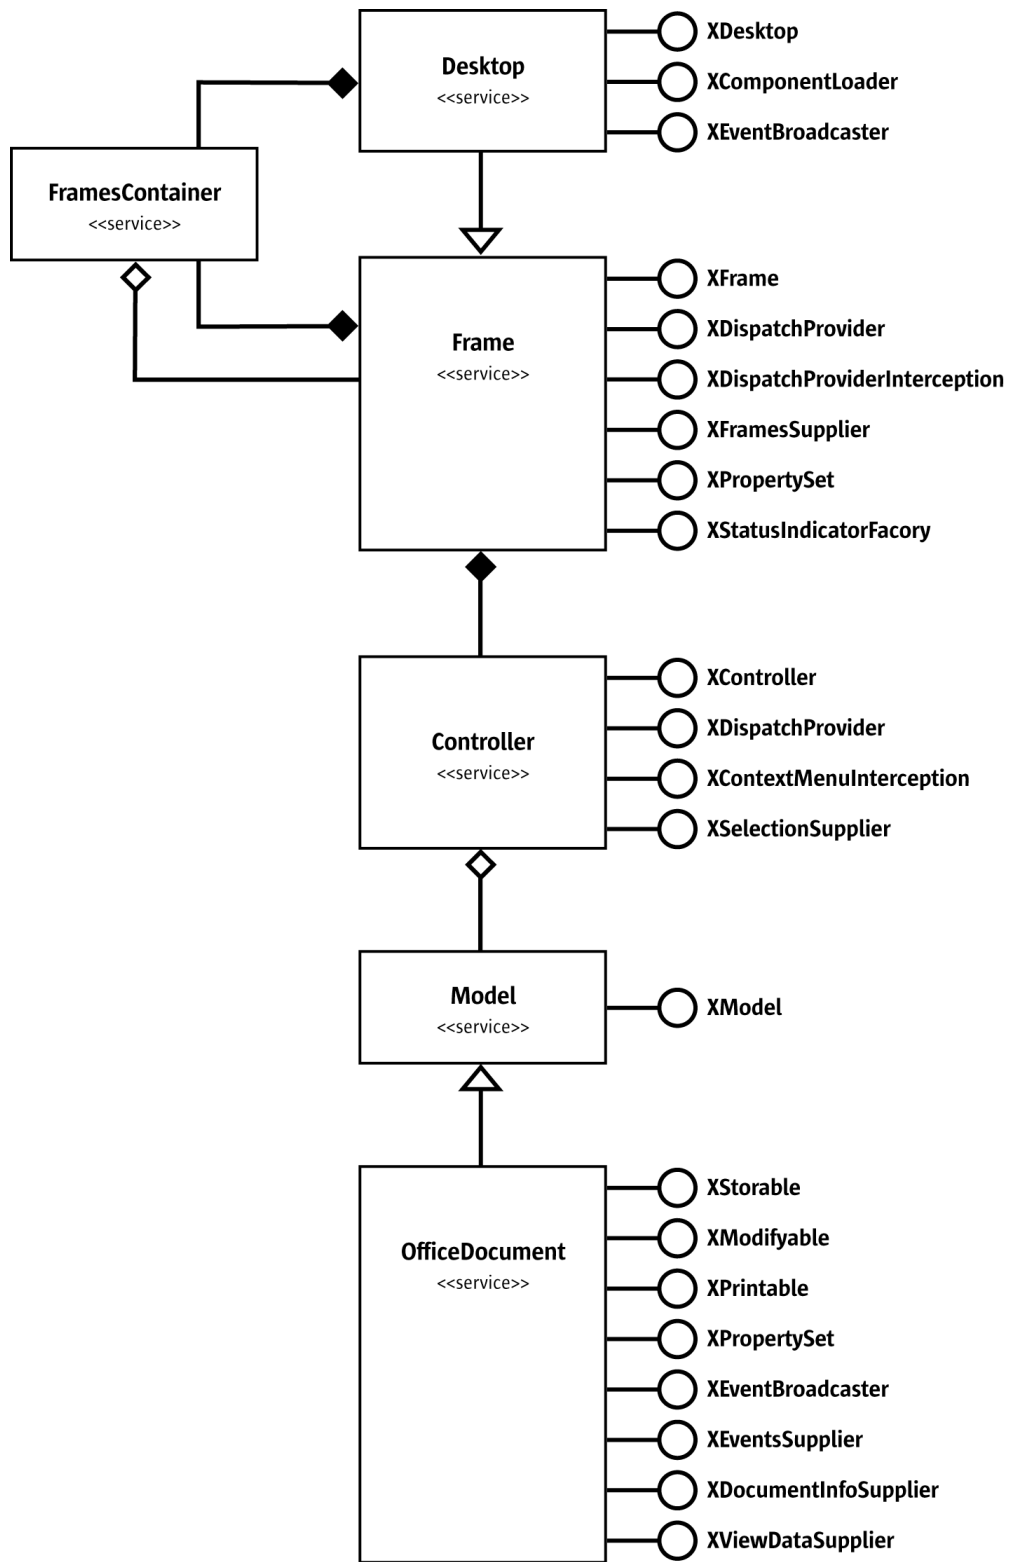 Desktop
<<service>>
XDesktop
XComponentLoader
XEventBroadcaster
FramesContainer
<<service>>
Frame
<<service>>
XFrame
XDispatchProvider
XDispatchProviderInterception
XFramesSupplier
XPropertySet
XStatusIndicatorFacory
Controller
<<service>>
XController
XDispatchProvider
XContextMenuInterception
XSelectionSupplier
Model
<<service>>
XModel
OfficeDocument
<<service>>
XStorable
XModifyable
XPrintable
XPropertySet
XEventBroadcaster
XEventsSupplier
XDocumentInfoSupplier
XViewDataSupplier